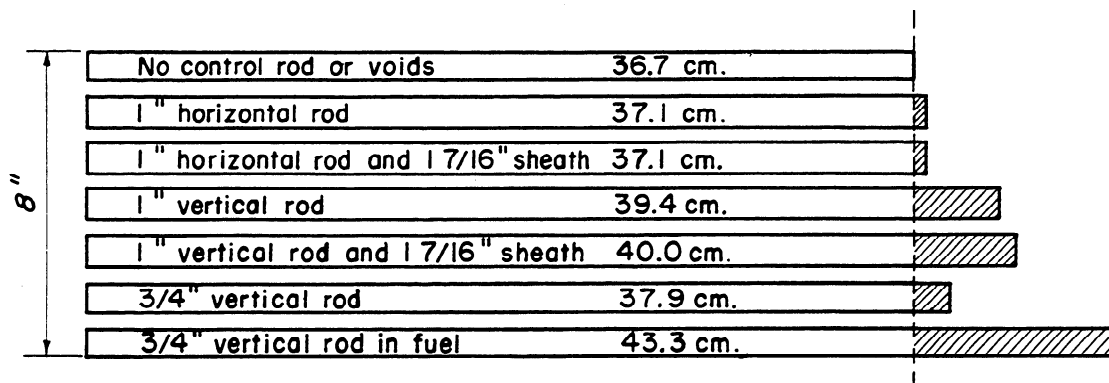 8"
No control rod or voids 36.7 cm.
1" horizontal rod 37.1 cm.
1" horizontal rod and 1 7/16" sheath 37.1 cm.
1" vertical rod 39.4 cm.
1" vertical rod and 1 7/16" sheath 40.0 cm.
3/4" vertical rod 37.9 cm.
3/4" vertical rod in fuel 43.3 cm.